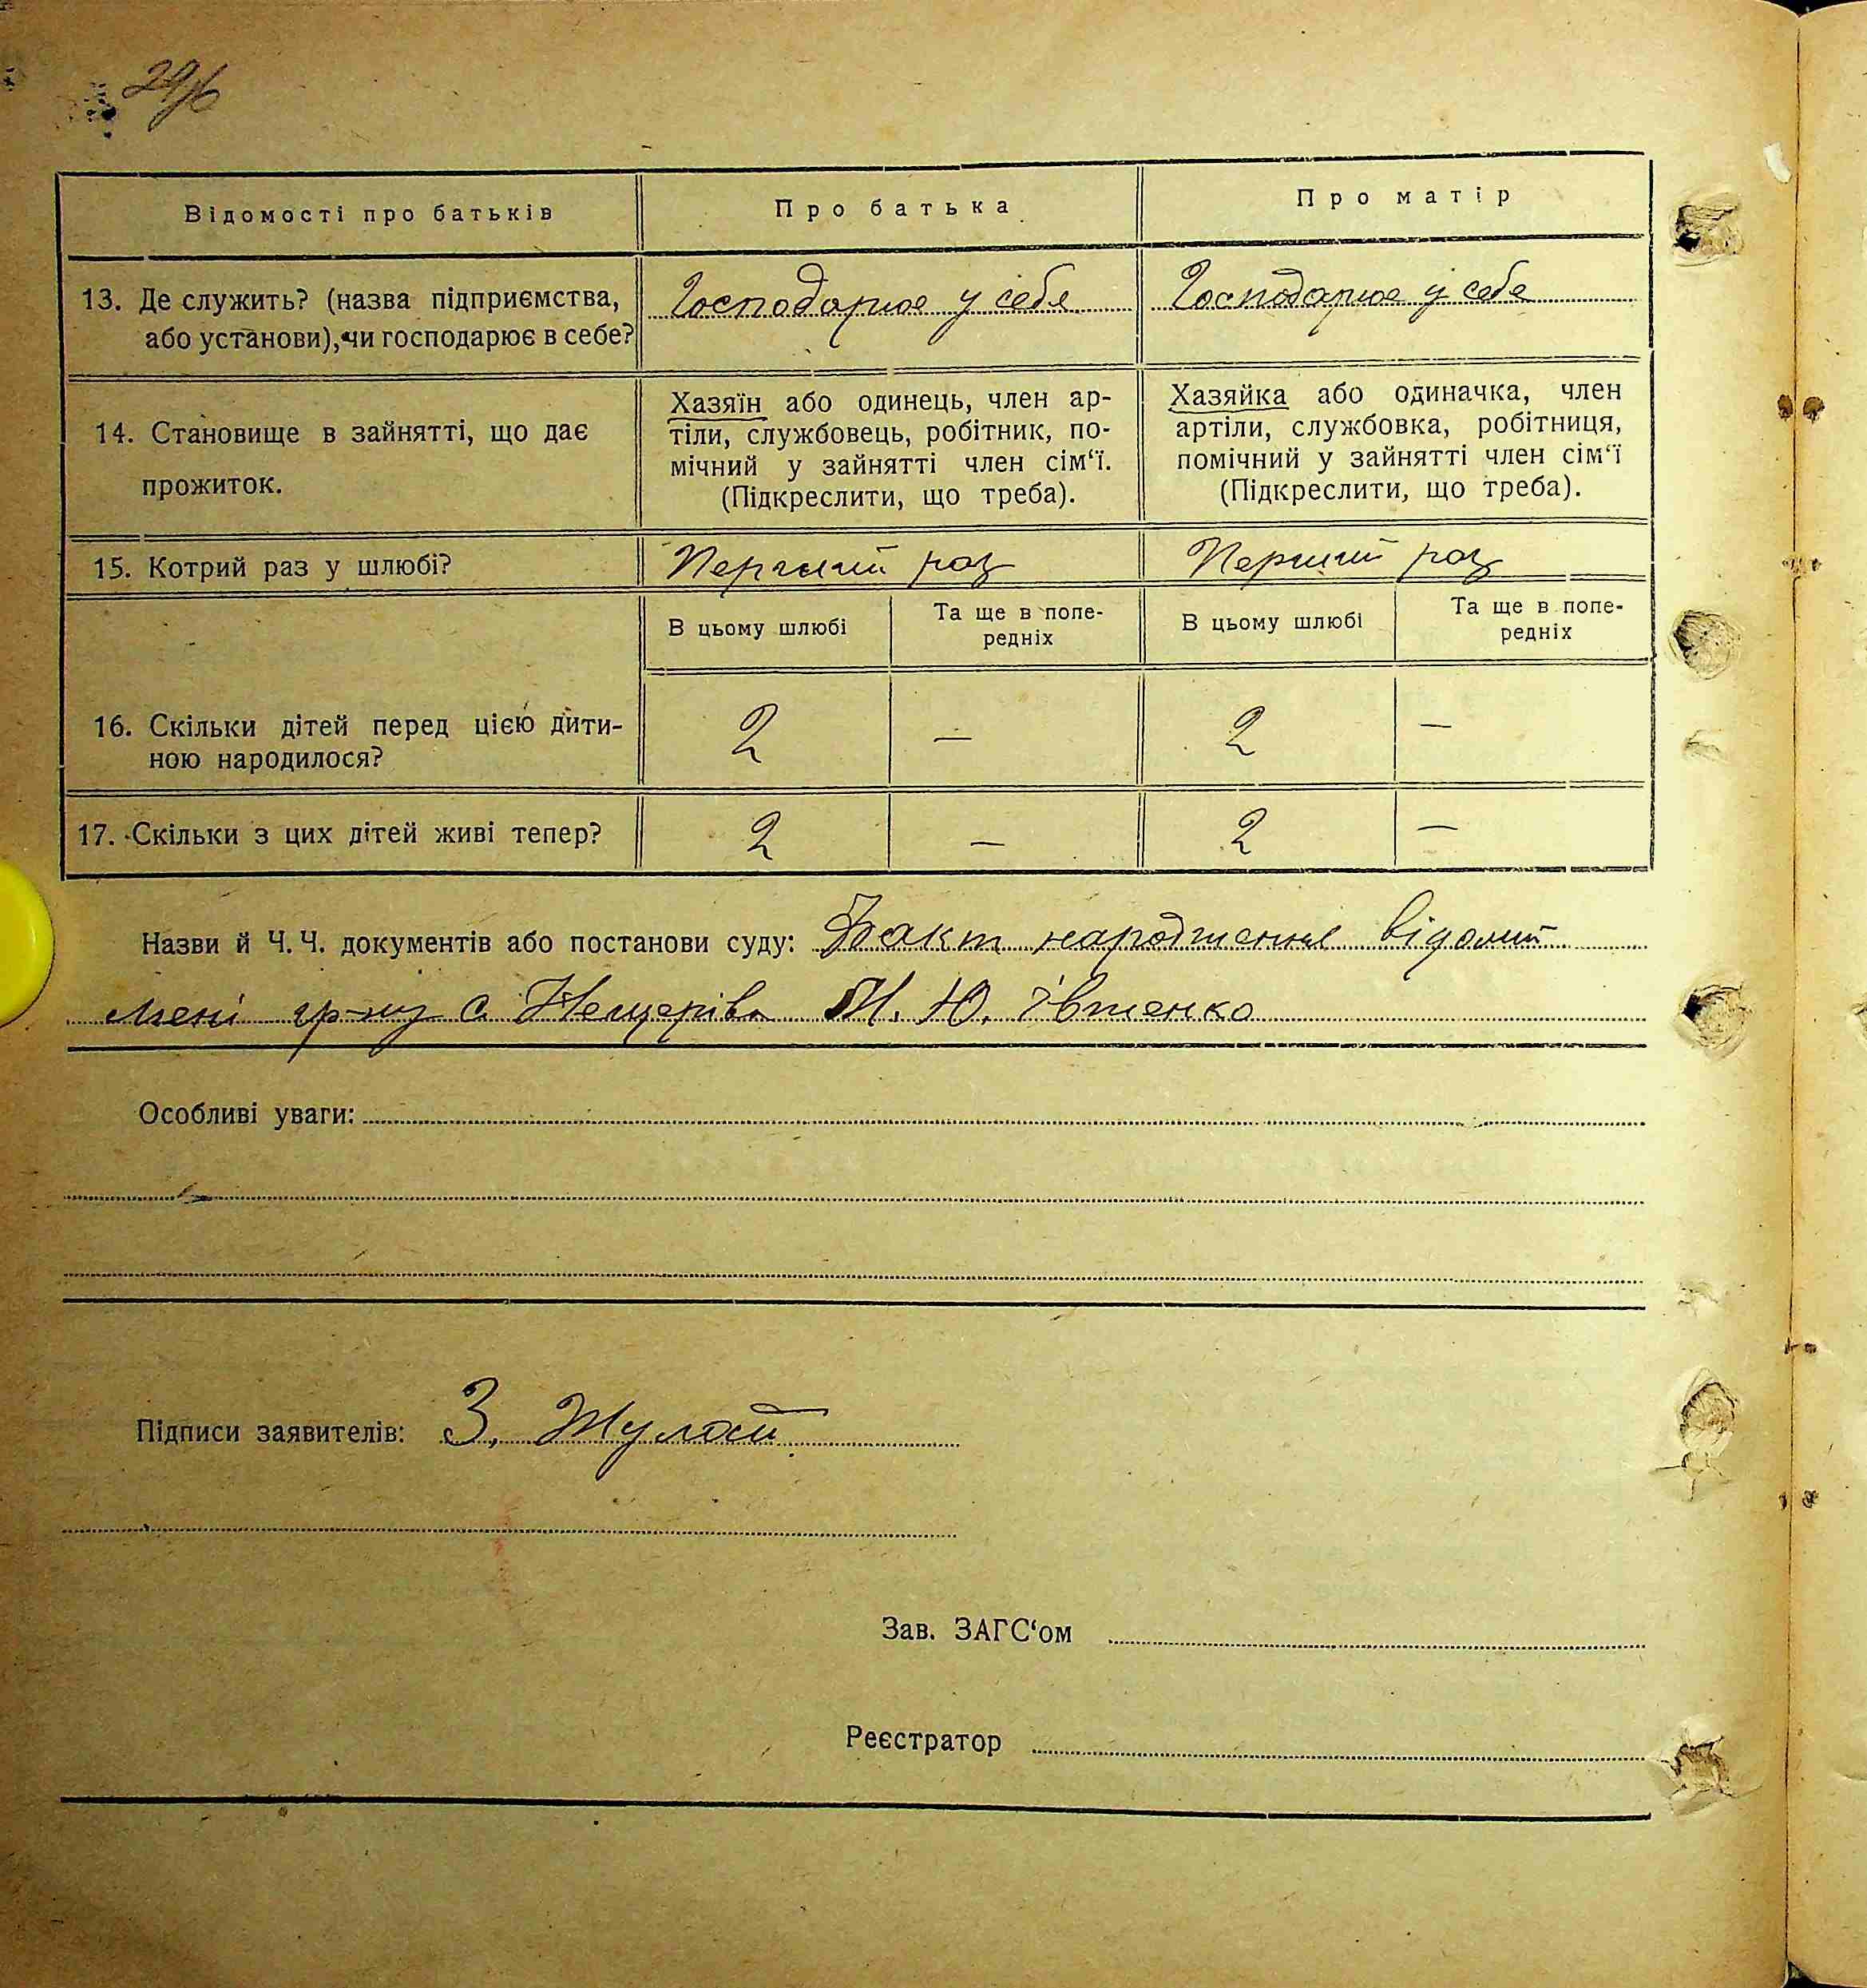 Відомості про батьків
Про батька
Про матір
13. Де служить? (назва підприємства,
або установи), чи господарює в себе?
Господарює у себе
Господарює у себе
14. Становище в зайнятті, що дає
прожиток.
Хазяїн або одинець, член ар-
тіли, службовець, робітник, по-
мічний у зайнятті член сім‘ї.
(Підкреслити, що треба).
Хазяйка або одиначка, член
артіли, службовка, робітниця,
помічний у зайнятті член сім‘ї
(Підкреслити, що треба).
15. Котрий раз у шлюбі?
Перший раз
Перший раз
В цьому шлюбі
Та ще в попе-
редніх
В цьому шлюбі
Та ще в попе-
редніх
16. Скільки дітей перед цією дити-
ною народилося?
2 — 2 —
17. Скільки з цих дітей живі тепер?
2 — 2 —
Назви й Ч. Ч. документів або постанови суду: Факт народження відомий
мені гр-ну с. Нещерів М. Ю. Івженко
Особливі уваги:
Підписи заявителів: З.
Зав. ЗАГС‘ом
Реєстратор